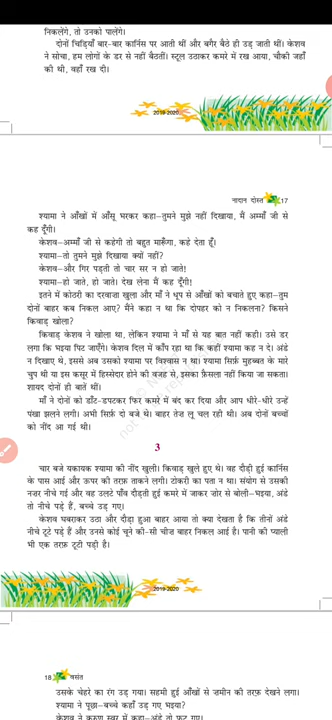 निकलेंगे, तो उनको पालेंगे।
दोनों चिड़ियाँ बार-बार कार्निस पर आती थीं और बगैर बैठे ही उड़ जाती थीं। केशव
ने सोचा, हम लोगों के डर से नहीं बैठतीं। स्टूल उठाकर कमरे में रख आया, चौकी जहाँ
की थी, वहाँ रख दी।
2019-2020
नादान दोस्त 17
श्यामा ने आँखों में आँसू भरकर कहा–तुमने मुझे नहीं दिखाया, मैं अम्माँ जी से
कह दूँगी।
केशव–अम्माँ जी से कहेगी तो बहुत मारूँगा, कहे देता हूँ।
श्यामा–तो तुमने मुझे दिखाया क्यों नहीं?
केशव–और गिर पड़ती तो चार सर न हो जाते!
श्यामा–हो जाते, हो जाते। देख लेना मैं कह दूँगी!
इतने में कोठरी का दरवाज़ा खुला और माँ ने धूप से आँखों को बचाते हुए कहा–तुम
दोनों बाहर कब निकल आए? मैंने कहा न था कि दोपहर को न निकलना? किसने
किवाड़ खोला?
किवाड़ केशव ने खोला था, लेकिन श्यामा ने माँ से यह बात नहीं कही। उसे डर
लगा कि भइया पिट जाएँगे। केशव दिल में काँप रहा था कि कहीं श्यामा कह न दे। अंडे
न दिखाए थे, इससे अब उसको श्यामा पर विश्वास न था। श्यामा सिर्फ़ मुहब्बत के मारे
चुप थी या इस कसूर में हिस्सेदार होने की वजह से, इसका फ़ैसला नहीं किया जा सकता।
शायद दोनों ही बातें थीं।
माँ ने दोनों को डाँट-डपटकर फिर कमरे में बंद कर दिया और आप धीरे-धीरे उन्हें
पंखा झलने लगी। अभी सिर्फ़ दो बजे थे। बाहर तेज़ लू चल रही थी। अब दोनों बच्चों
को नींद आ गई थी।
3
चार बजे यकायक श्यामा की नींद खुली। किवाड़ खुले हुए थे। वह दौड़ी हुई कार्निस
के पास आई और ऊपर की तरफ़ ताकने लगी। टोकरी का पता न था। संयोग से उसकी
नज़र नीचे गई और वह उलटे पाँव दौड़ती हुई कमरे में जाकर ज़ोर से बोली–भइया, अंडे
तो नीचे पड़े हैं, बच्चे उड़ गए।
केशव घबराकर उठा और दौड़ा हुआ बाहर आया तो क्या देखता है कि तीनों अंडे
नीचे टूटे पड़े हैं और उनसे कोई चूने की-सी चीज़ बाहर निकल आई है। पानी की प्याली
भी एक तरफ़ टूटी पड़ी है।
2019-2020
18 वसंत
उसके चेहरे का रंग उड़ गया। सहमी हुई आँखों से ज़मीन की तरफ़ देखने लगा।
श्यामा ने पूछा–बच्चे कहाँ उड़ गए भइया?
केशव ने करुण स्वर में कहा–अंडे तो फूट गए।